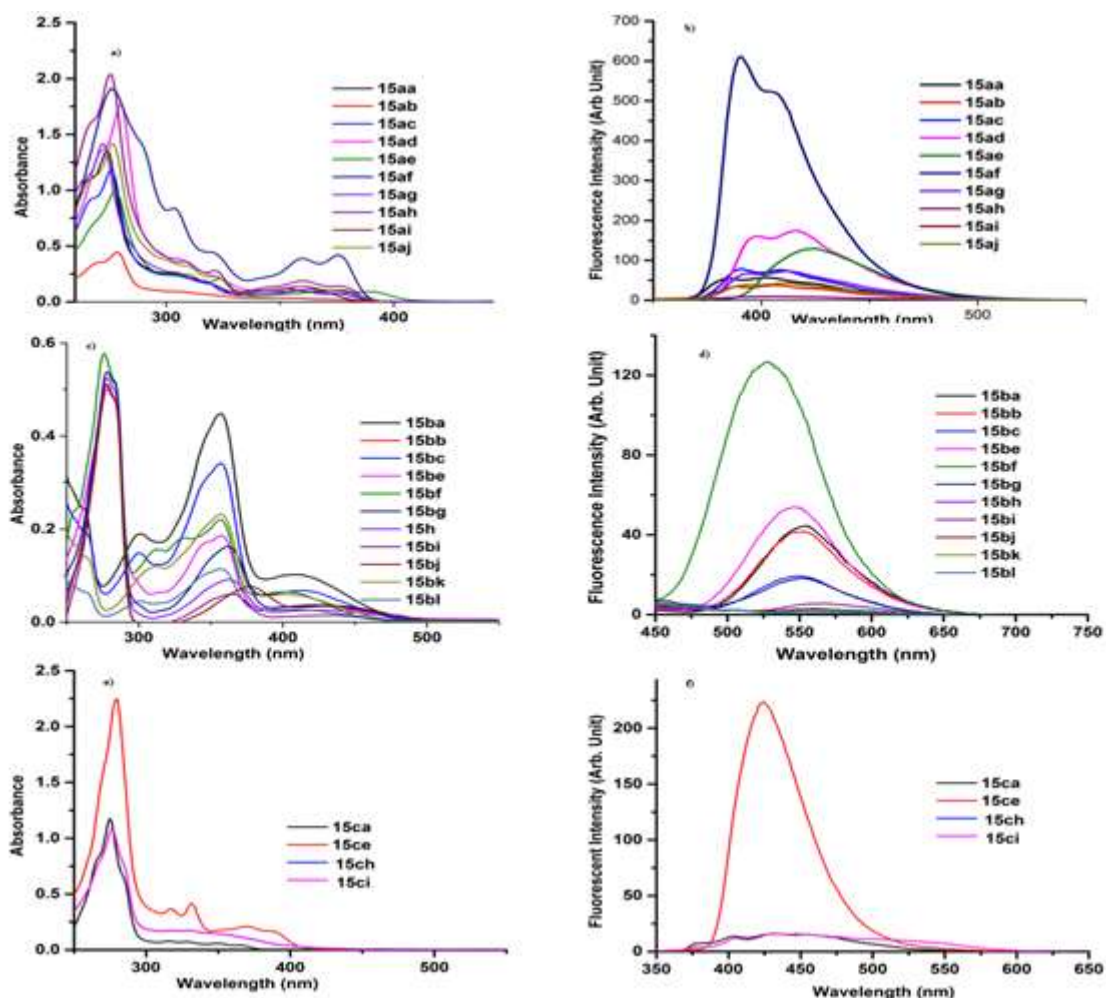 a)
2.5
2.0
1.5
1.0
0.5
0.0
Absorbance
300
400
Wavelength (nm)
15aa
15ab
15ac
15ad
15ae
15af
15ag
15ah
15ai
15aj
b)
700
600
500
400
300
200
100
0
Fluorescence Intensity (Arb Unit)
400
500
Wavelength (nm)
15aa
15ab
15ac
15ad
15ae
15af
15ag
15ah
15ai
15aj
c)
0.6
0.4
0.2
0.0
Absorbance
300
400
500
Wavelength (nm)
15ba
15bb
15bc
15be
15bf
15bg
15h
15bi
15bj
15bk
15bl
d)
120
80
40
0
Fluorescence Intensity (Arb. Unit)
450
500
550
600
650
700
750
Wavelength (nm)
15ba
15bb
15bc
15be
15bf
15bg
15bh
15bi
15bj
15bk
15bl
e)
2.5
2.0
1.5
1.0
0.5
0.0
Absorbance
300
400
500
Wavelength (nm)
15ca
15ce
15ch
15ci
f)
200
150
100
50
0
Fluorescent Intensity (Arb. Unit)
350
400
450
500
550
600
650
Wavelength (nm)
15ca
15ce
15ch
15ci